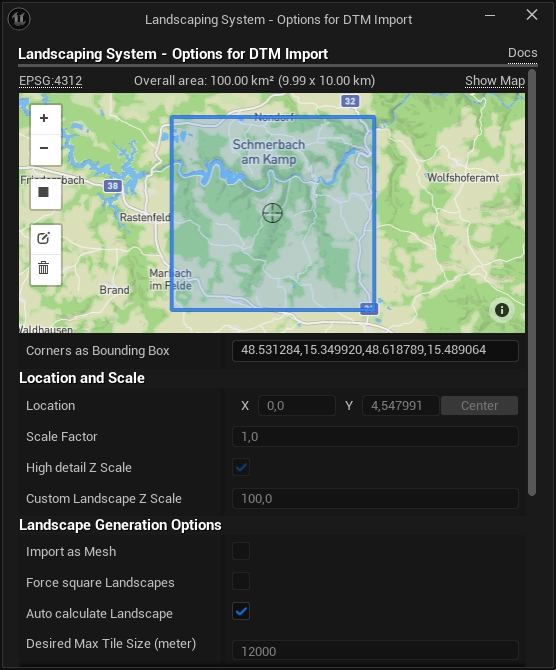 Landscaping System - Options for DTM Import
Landscaping System - Options for DTM Import
Docs
EPSG:4312
Overall area: 100.00 km² (9.99 x 10.00 km)
Show Map
32
Nondorf
+
Schmerbach
am Kamp
−
38
Wolfshoferamt
Rastenfeld
Marbach
im Felde
Brand
Waldhausen
Corners as Bounding Box
48.531284,15.349920,48.618789,15.489064
Location and Scale
Location
X
0,0
Y
4,547991
Center
Scale Factor
1,0
High detail Z Scale
Custom Landscape Z Scale
100,0
Landscape Generation Options
Import as Mesh
Force square Landscapes
Auto calculate Landscape
Desired Max Tile Size (meter)
12000